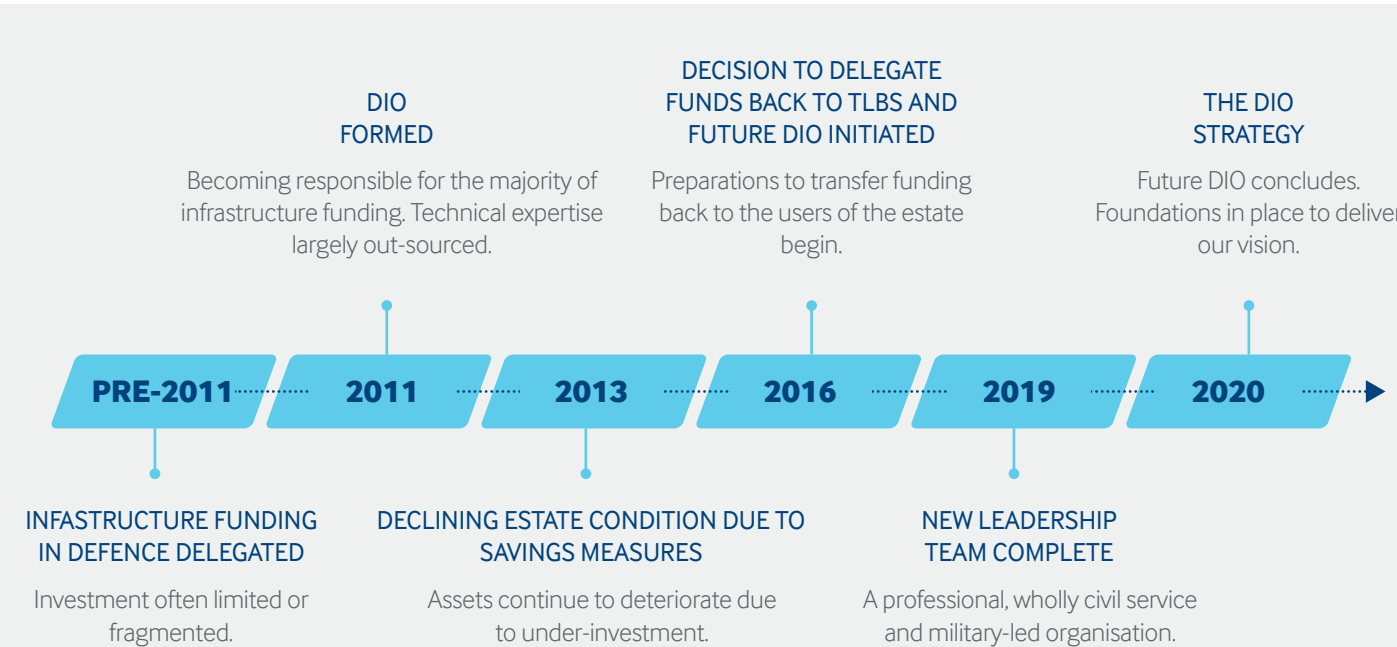 DIO
FORMED
Becoming responsible for the majority of
infrastructure funding. Technical expertise
largely out-sourced.
DECISION TO DELEGATE
FUNDS BACK TO TLBS AND
FUTURE DIO INITIATED
Preparations to transfer funding
back to the users of the estate
begin.
THE DIO
STRATEGY
Future DIO concludes.
Foundations in place to deliver
our vision.
PRE-2011
2011
2013
2016
2019
2020
INFASTRUCTURE FUNDING
IN DEFENCE DELEGATED
Investment often limited or
fragmented.
DECLINING ESTATE CONDITION DUE TO
SAVINGS MEASURES
Assets continue to deteriorate due
to under-investment.
NEW LEADERSHIP
TEAM COMPLETE
A professional, wholly civil service
and military-led organisation.